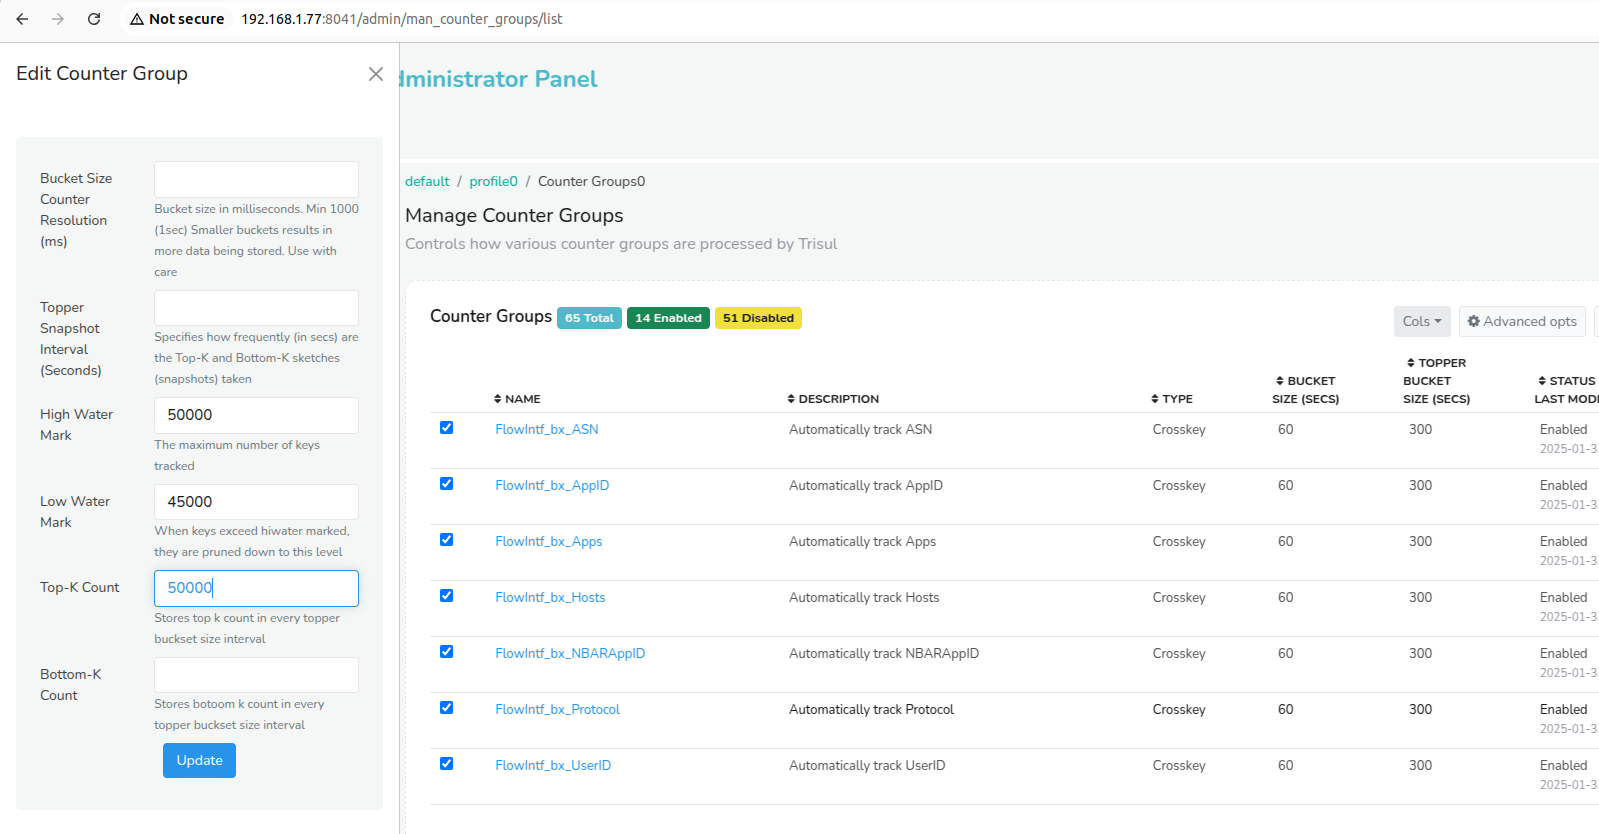 Not secure 192.168.1.77:8041/admin/man_counter_groups/list
Edit Counter Group
Bucket Size
Counter
Resolution
(ms)
Bucket size in milliseconds. Min 1000
(1sec) Smaller buckets results in
more data being stored. Use with
care
Topper
Snapshot
Interval
(Seconds)
Specifies how frequently (in secs) are
the Top-K and Bottom-K sketches
(snapshots) taken
High Water
Mark
50000
The maximum number of keys
tracked
Low Water
Mark
45000
When keys exceed hiwater marked,
they are pruned down to this level
Top-K Count
50000
Stores top k count in every topper
buckset size interval
Bottom-K
Count
Stores botoom k count in every
topper buckset size interval
Update
dministrator Panel
default / profile0 / Counter Groups0
Manage Counter Groups
Controls how various counter groups are processed by Trisul
Counter Groups 65 Total 14 Enabled 51 Disabled
Cols Advanced opts
NAME DESCRIPTION TYPE BUCKET SIZE (SECS) TOPPER BUCKET SIZE (SECS) STATUS LAST MODI
FlowIntf_bx_ASN Automatically track ASN Crosskey 60 300 Enabled
2025-01-3
FlowIntf_bx_AppID Automatically track AppID Crosskey 60 300 Enabled
2025-01-3
FlowIntf_bx_Apps Automatically track Apps Crosskey 60 300 Enabled
2025-01-3
FlowIntf_bx_Hosts Automatically track Hosts Crosskey 60 300 Enabled
2025-01-3
FlowIntf_bx_NBARAppID Automatically track NBARAppID Crosskey 60 300 Enabled
2025-01-3
FlowIntf_bx_Protocol Automatically track Protocol Crosskey 60 300 Enabled
2025-01-3
FlowIntf_bx_UserID Automatically track UserID Crosskey 60 300 Enabled
2025-01-3